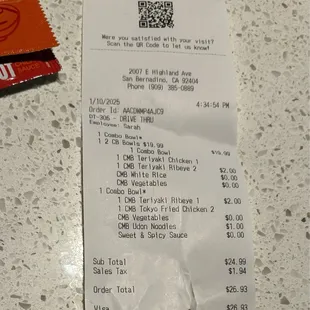 Were you satisfied with your visit?
Scan the QR Code to let us know!
2007 E Highland Ave
San Bernadino, CA 92404
Phone (909) 385-0889
1/10/2025 4:34:54 PM
Order Id: AACOWMP4AJC9
DT-306 - DRIVE THRU
Employee: Sarah
1 Combo Bowl*
1 2 CB Bowls $19.99
1 Combo Bowl $19.99
1 CMB Teriyaki Chicken 1
1 CMB Teriyaki Ribeye 2 $2.00
CMB White Rice $0.00
CMB Vegetables $0.00
1 Combo Bowl*
1 CMB Teriyaki Ribeye 1 $2.00
1 CMB Tokyo Fried Chicken 2
CMB Vegetables $0.00
CMB Udon Noodles $1.00
Sweet & Spicy Sauce $0.00
Sub Total $24.99
Sales Tax $1.94
Order Total $26.93
Visa $26.93